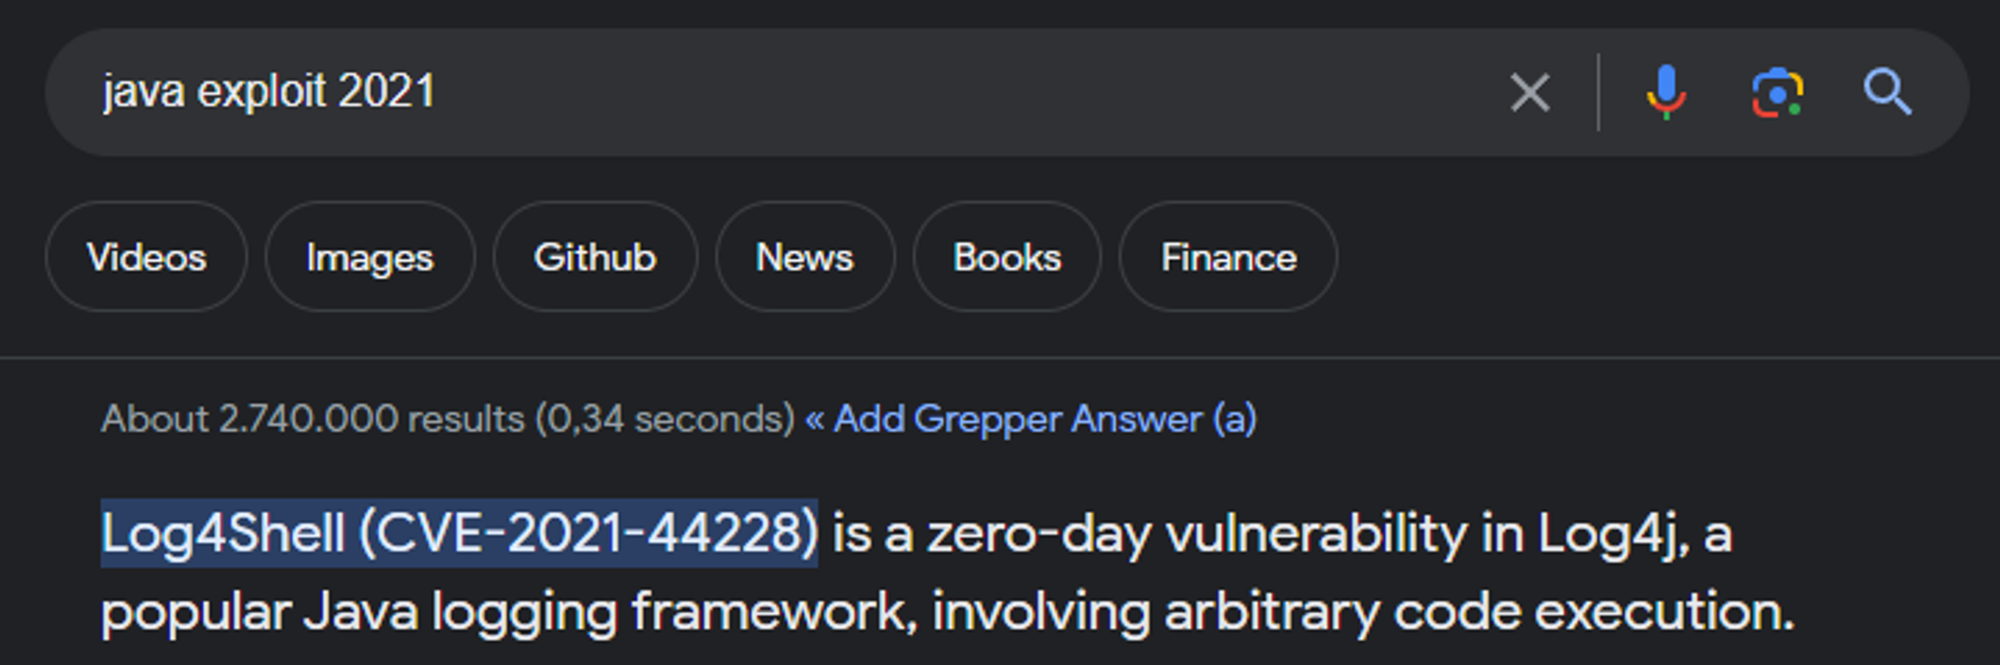 java exploit 2021
Videos Images Github News Books Finance
About 2.740.000 results (0,34 seconds) « Add Grepper Answer (a)
Log4Shell (CVE-2021-44228) is a zero-day vulnerability in Log4j, a
popular Java logging framework, involving arbitrary code execution.